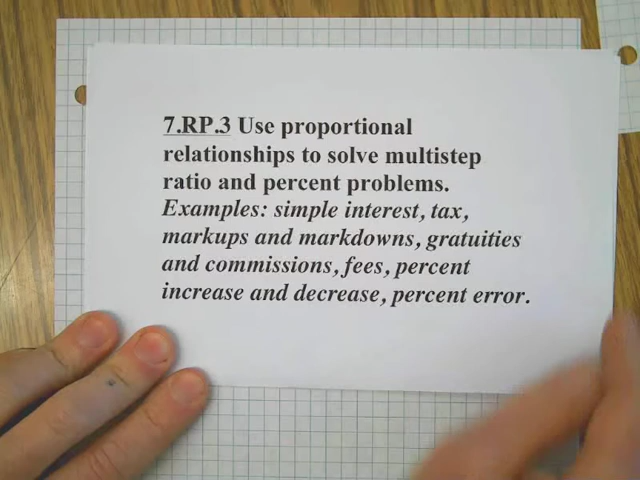 7.RP.3 Use proportional
relationships to solve multistep
ratio and percent problems.
Examples: simple interest, tax,
markups and markdowns, gratuities
and commissions, fees, percent
increase and decrease, percent error.